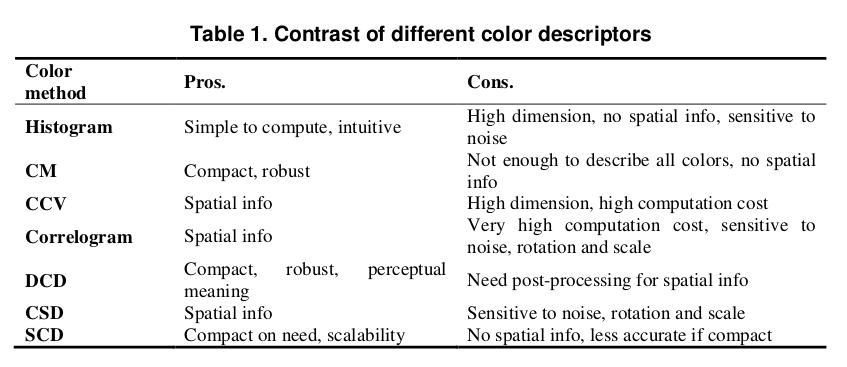 Table 1. Contrast of different color descriptors
Color
method
Pros.
Cons.
Histogram
Simple to compute, intuitive
High dimension, no spatial info, sensitive to
noise
CM
Compact, robust
Not enough to describe all colors, no spatial
info
CCV
Spatial info
High dimension, high computation cost
Correlogram
Spatial info
Very high computation cost, sensitive to
noise, rotation and scale
DCD
Compact, robust, perceptual
meaning
Need post-processing for spatial info
CSD
Spatial info
Sensitive to noise, rotation and scale
SCD
Compact on need, scalability
No spatial info, less accurate if compact